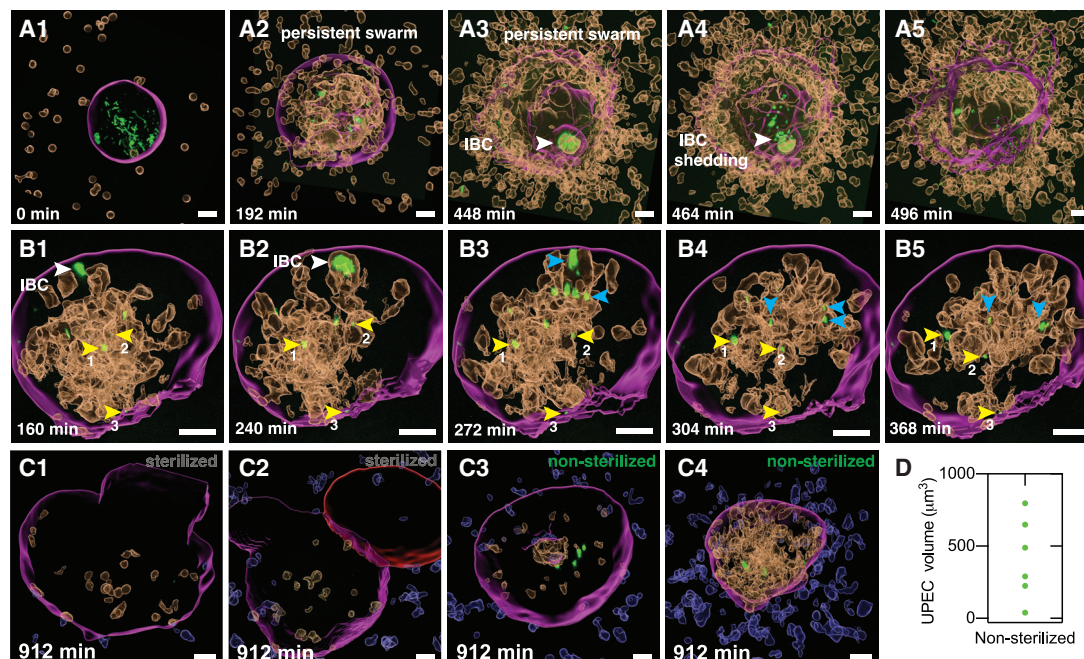 A1
0 min
A2
persistent swarm
192 min
A3
persistent swarm
IBC
448 min
A4
IBC
shedding
464 min
A5
496 min
B1
IBC
1
2
3
160 min
B2
IBC
1
2
3
240 min
B3
1
2
3
272 min
B4
1
2
3
304 min
B5
1
2
3
368 min
C1
sterilized
912 min
C2
sterilized
912 min
C3
non-sterilized
912 min
C4
non-sterilized
912 min
D
1000
500
0
UPEC volume (μm³)
Non-sterilized